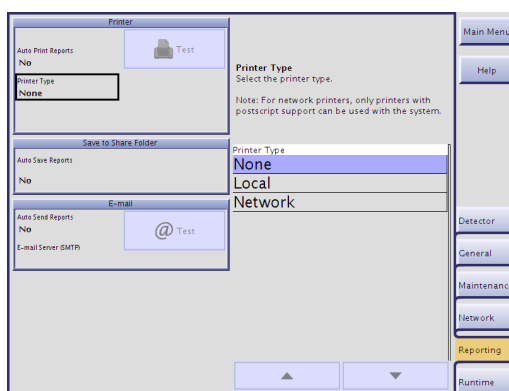 Printer
Auto Print Reports
No
Test
Printer Type
None
Save to Share Folder
Auto Save Reports
No
E-mail
Auto Send Reports
No
@ Test
E-mail Server (SMTP)
Printer Type
Select the printer type.
Note: For network printers, only printers with
postscript support can be used with the system.
Printer Type
None
Local
Network
Main Menu
Help
Detector
General
Maintenanc
Network
Reporting
Runtime